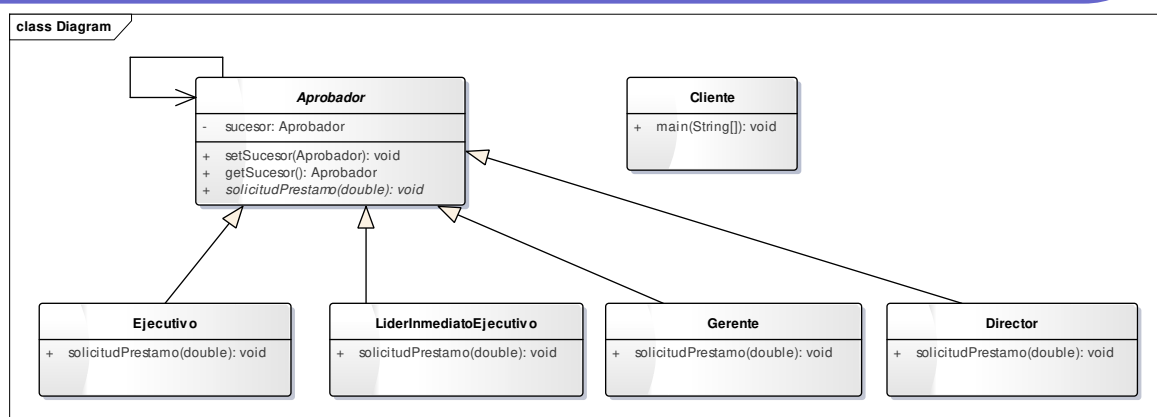 class Diagram
Aprobador
- sucesor: Aprobador
+ setSucesor(Aprobador): void
+ getSucesor(): Aprobador
+ solicitudPrestamo(double): void
Cliente
+ main(String[]): void
Ejecutivo
+ solicitudPrestamo(double): void
LiderInmediatoEjecutivo
+ solicitudPrestamo(double): void
Gerente
+ solicitudPrestamo(double): void
Director
+ solicitudPrestamo(double): void